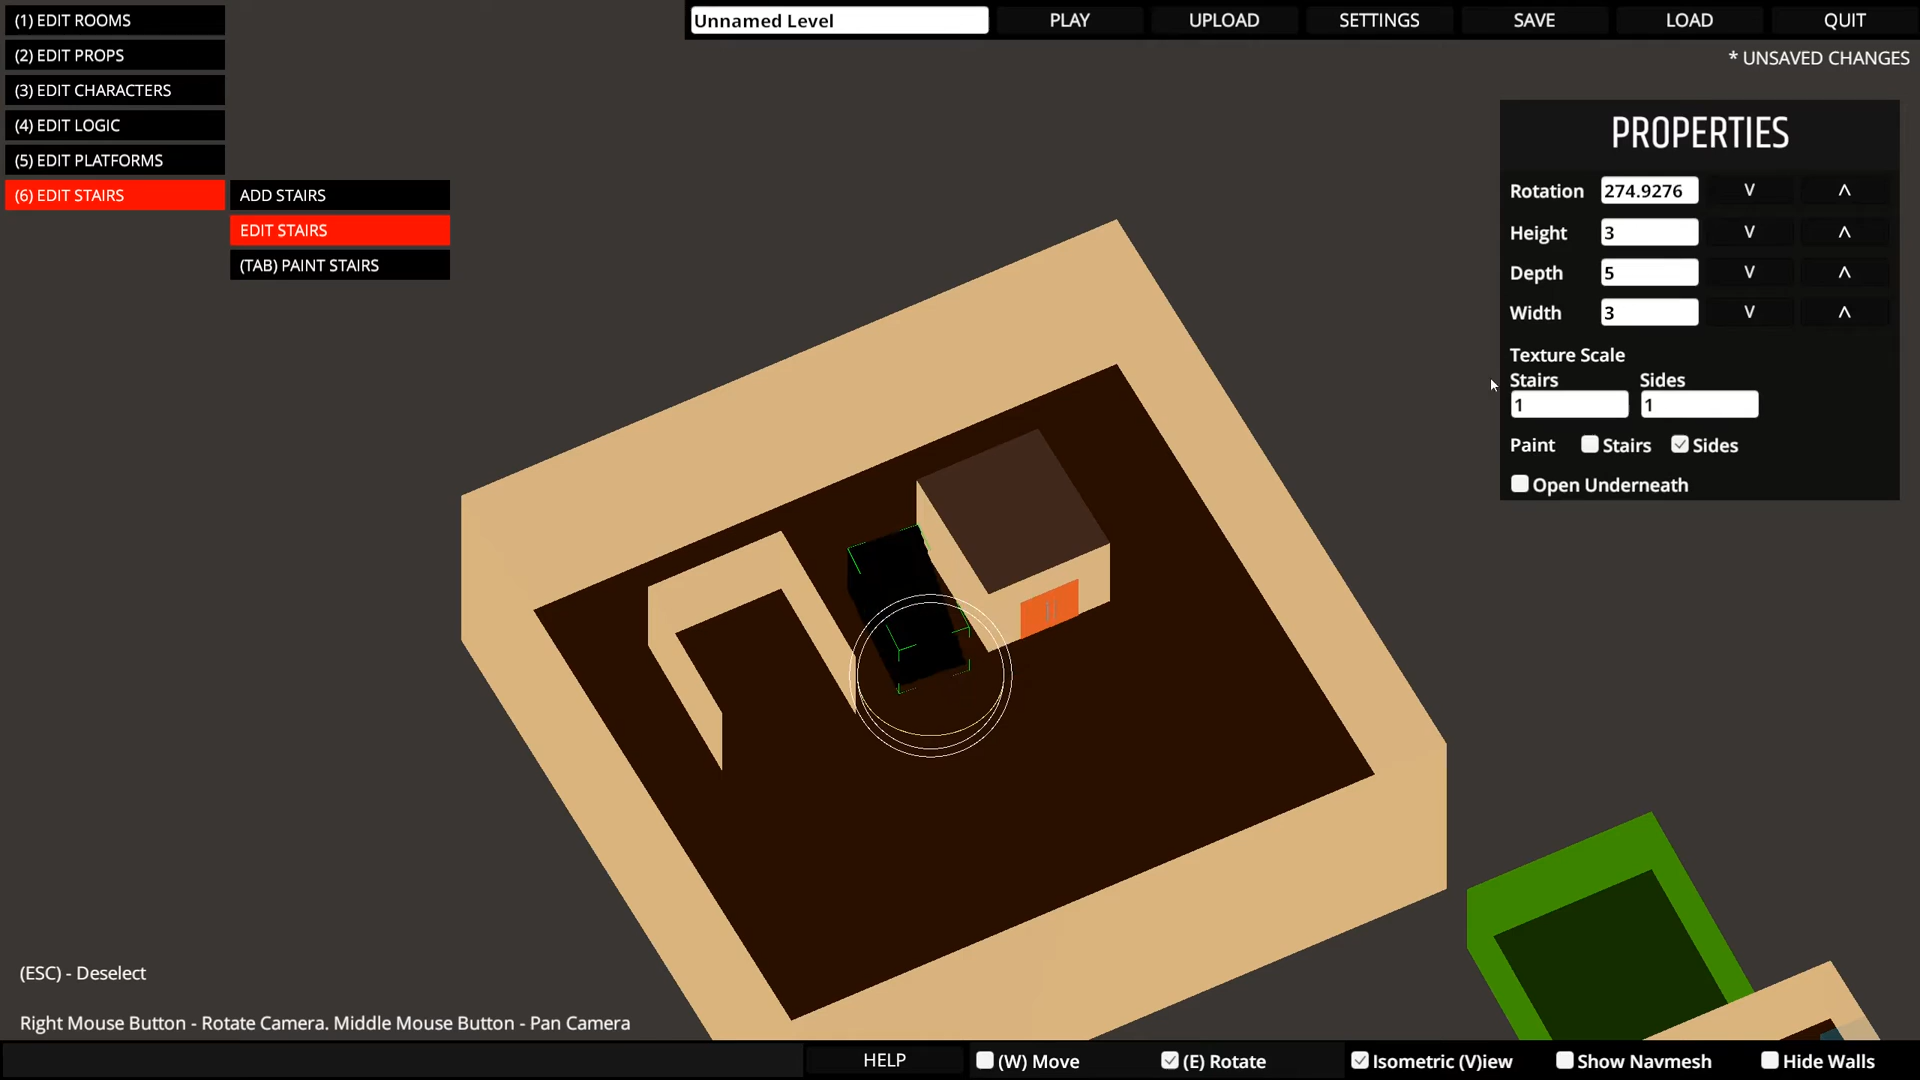 (1) EDIT ROOMS
(2) EDIT PROPS
(3) EDIT CHARACTERS
(4) EDIT LOGIC
(5) EDIT PLATFORMS
(6) EDIT STAIRS
ADD STAIRS
EDIT STAIRS
(TAB) PAINT STAIRS
Unnamed Level
PLAY
UPLOAD
SETTINGS
SAVE
LOAD
QUIT
* UNSAVED CHANGES
PROPERTIES
Rotation 274.9276 V ^
Height 3 V ^
Depth 5 V ^
Width 3 V ^
Texture Scale
Stairs Sides
1 1
Paint Stairs Sides
Open Underneath
(ESC) - Deselect
Right Mouse Button - Rotate Camera. Middle Mouse Button - Pan Camera
HELP
(W) Move
(E) Rotate
Isometric (V)iew
Show Navmesh
Hide Walls